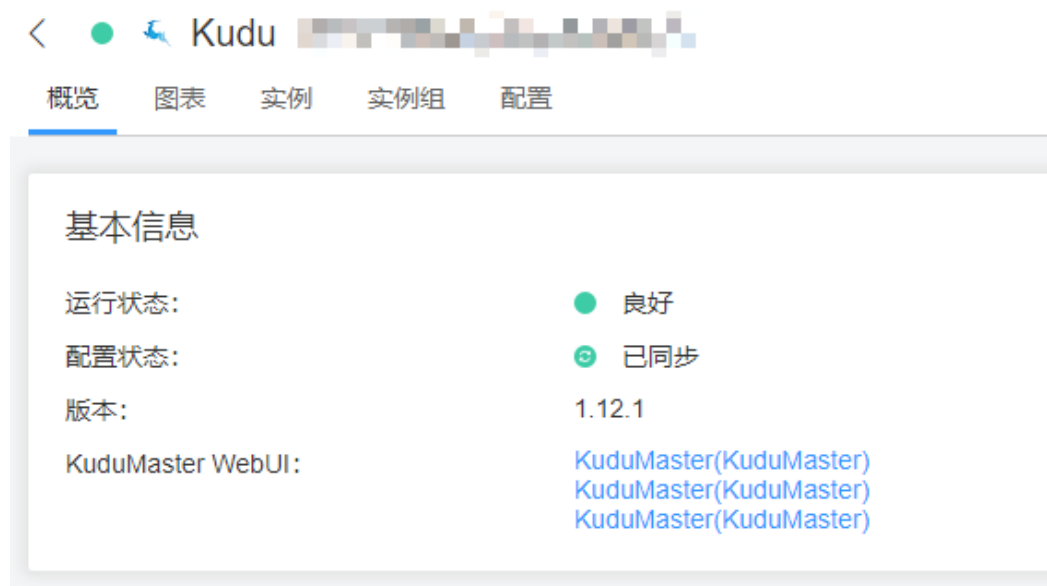 Kudu
概览 图表 实例 实例组 配置
基本信息
运行状态： 良好
配置状态： 已同步
版本： 1.12.1
KuduMaster WebUI： KuduMaster(KuduMaster)
KuduMaster(KuduMaster)
KuduMaster(KuduMaster)